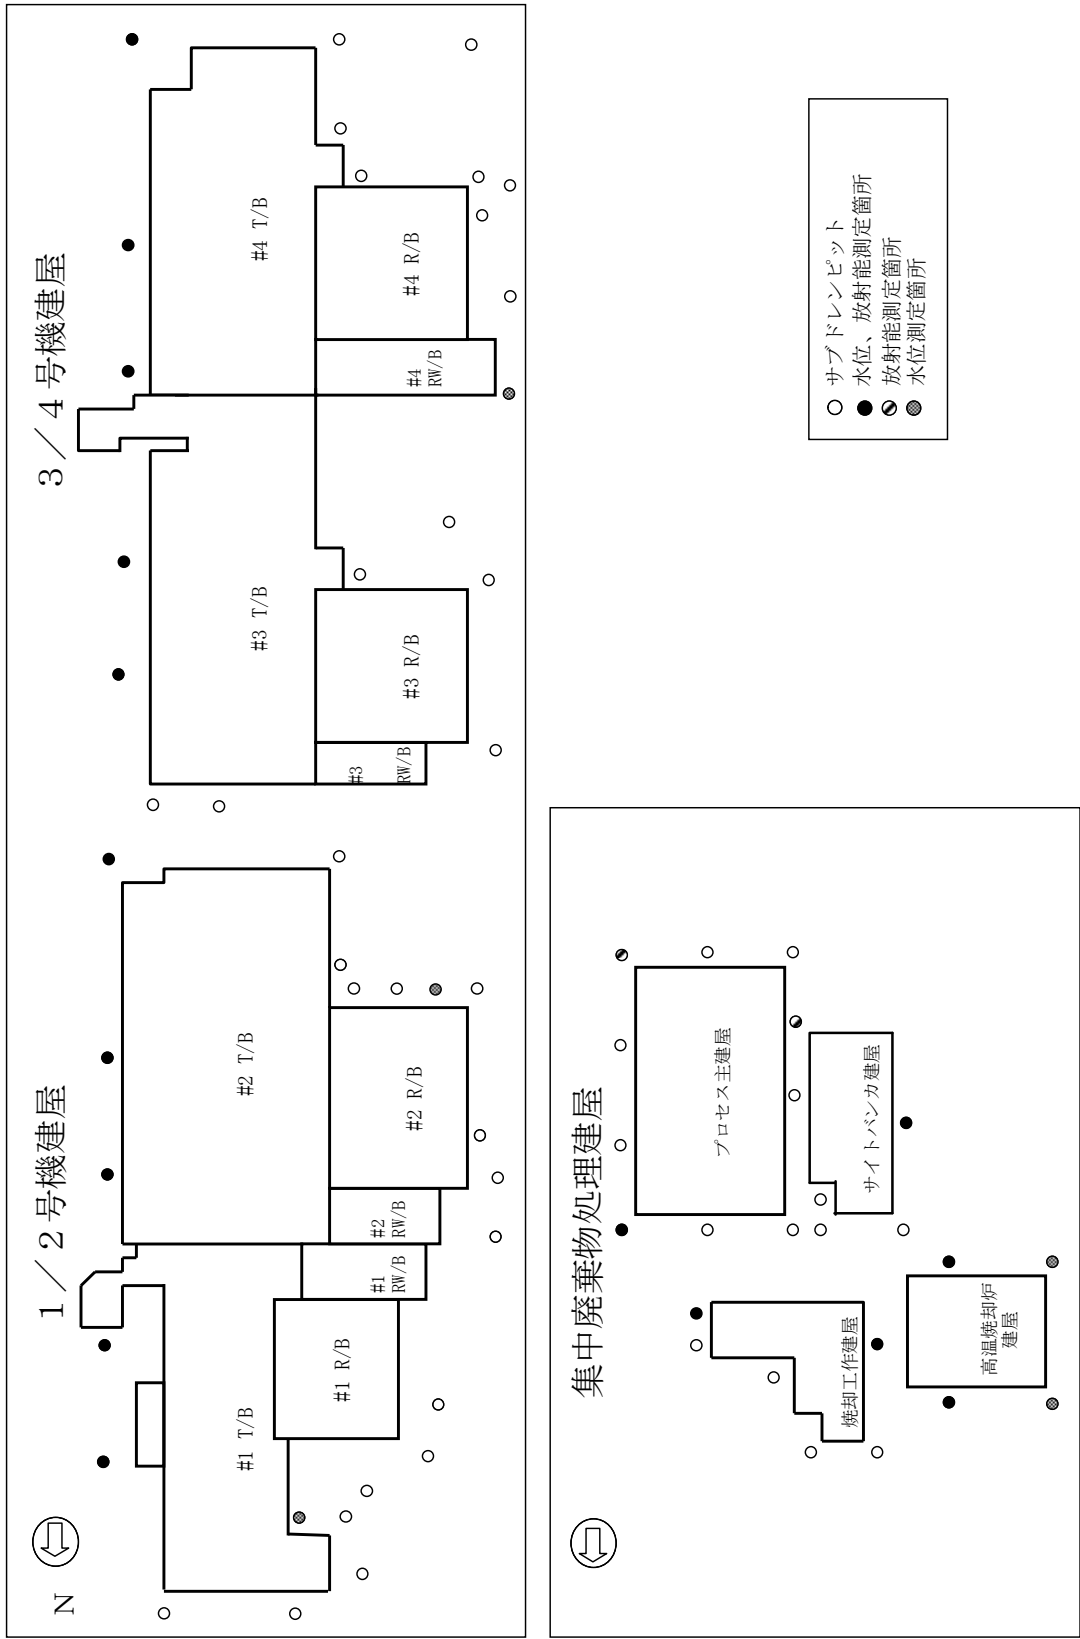 N
1／2号機建屋
3／4号機建屋
#1 T/B
#2 T/B
#3 T/B
#4 T/B
#1 R/B
#1
RW/B
#2
RW/B
#2 R/B
#3
RW/B
#3 R/B
#4
RW/B
#4 R/B
集中廃棄物処理建屋
プロセス主建屋
焼却工作建屋
サイトバンカ建屋
高温焼却炉
建屋
サブドレンピット
水位、放射能測定箇所
放射能測定箇所
水位測定箇所